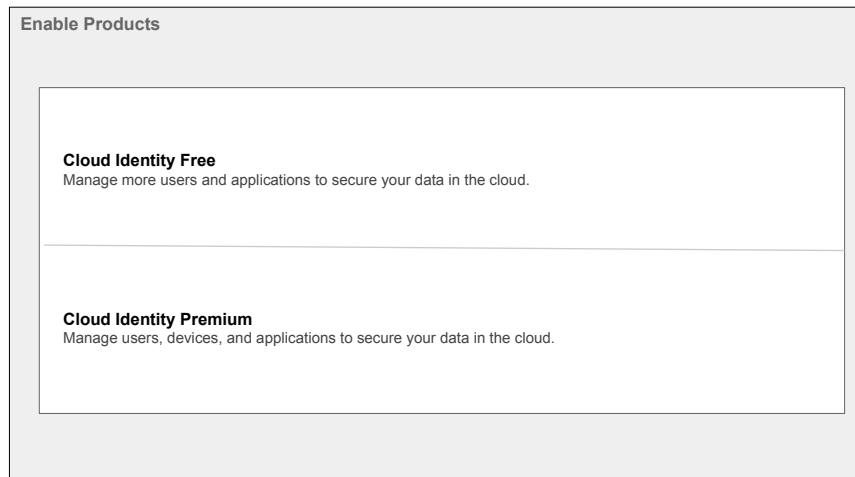 Enable Products
Cloud Identity Free
Manage more users and applications to secure your data in the cloud.
Cloud Identity Premium
Manage users, devices, and applications to secure your data in the cloud.